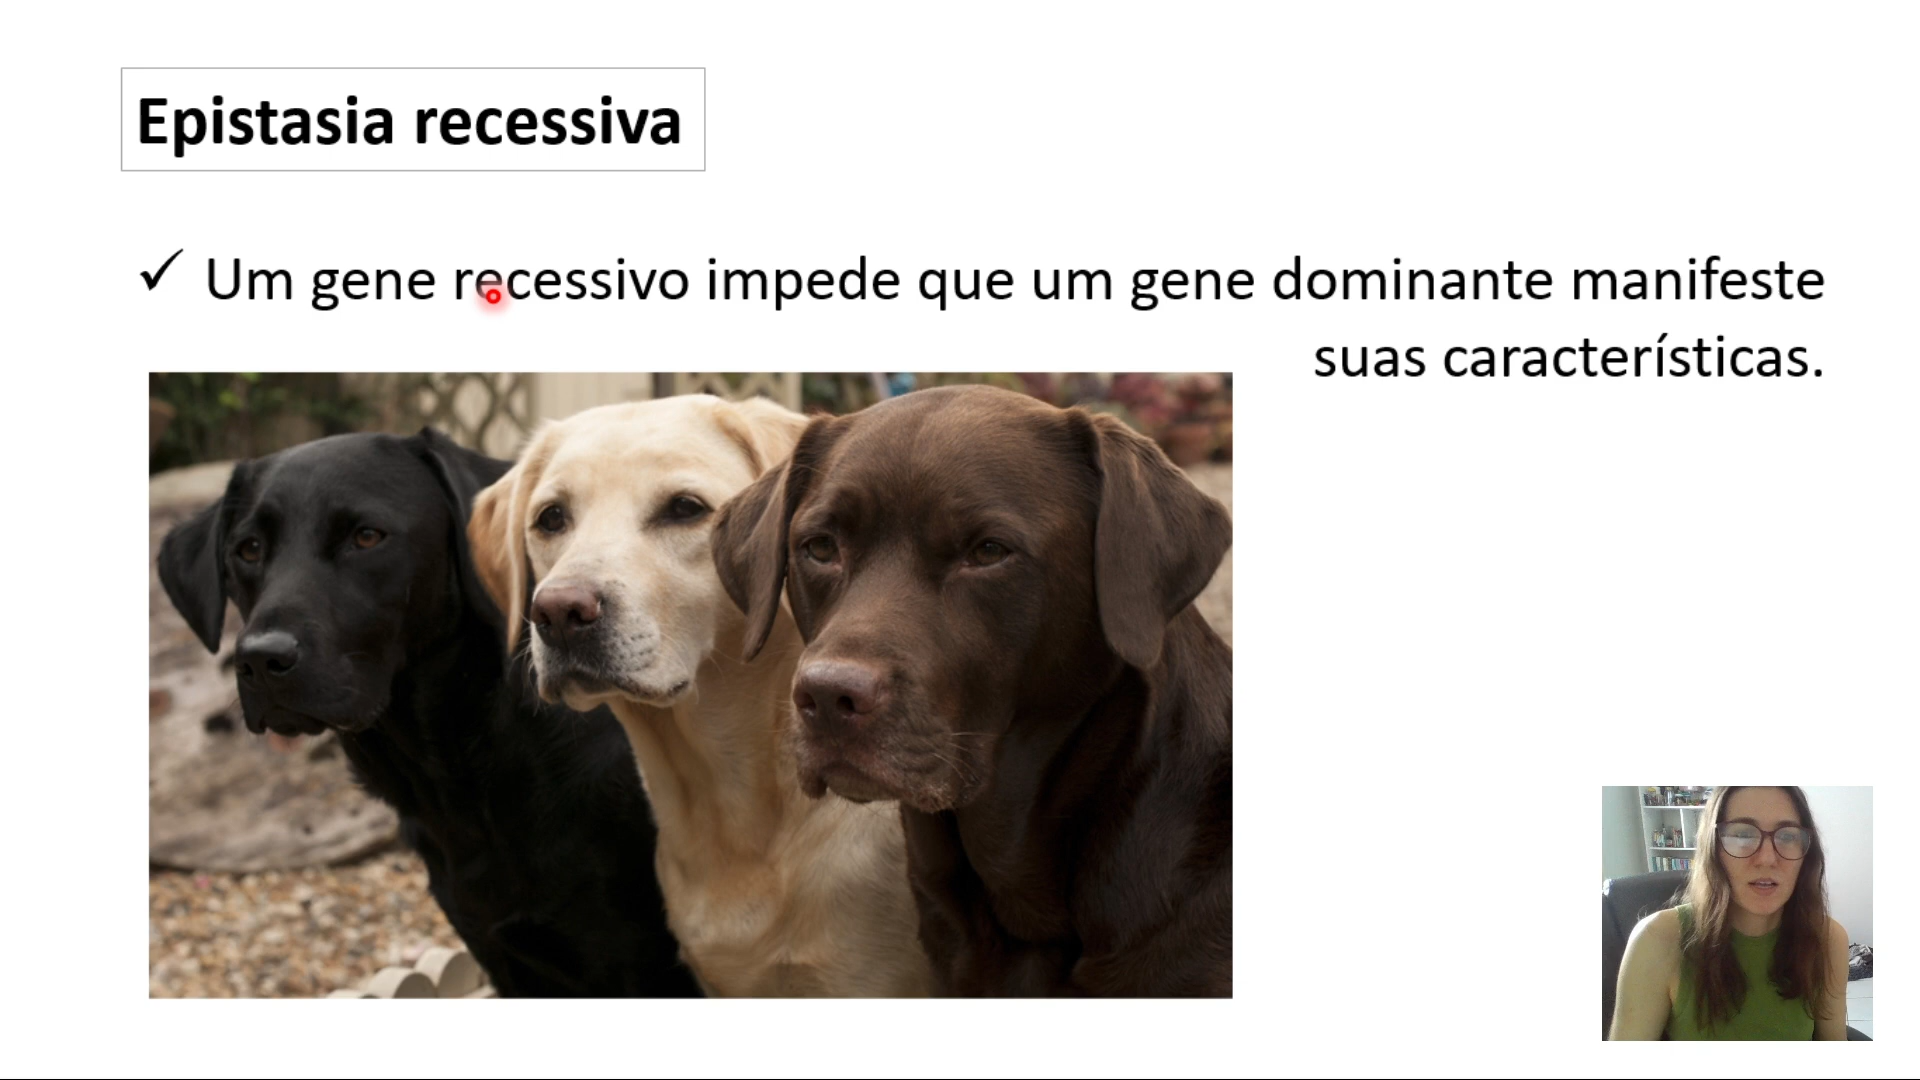 Epistasia recessiva
✓ Um gene recessivo impede que um gene dominante manifeste
suas características.